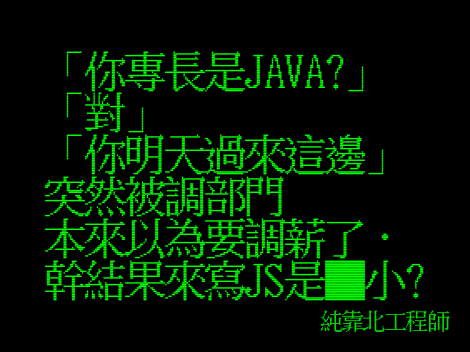 「你專長是JAVA?」
「對」
「你明天過來這邊」
突然被調部門
本來以為要調薪了.
幹結果來寫JS是▓▓小?
純靠北工程師